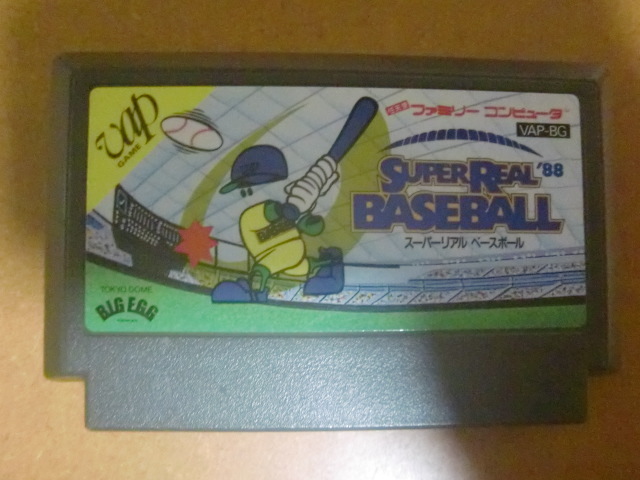 vap
GAME
ファミリー コンピュータ
VAP-BG
SUPER REAL '88
BASEBALL
スーパーリアル ベースボール
TOKYO DOME
BIG EGG